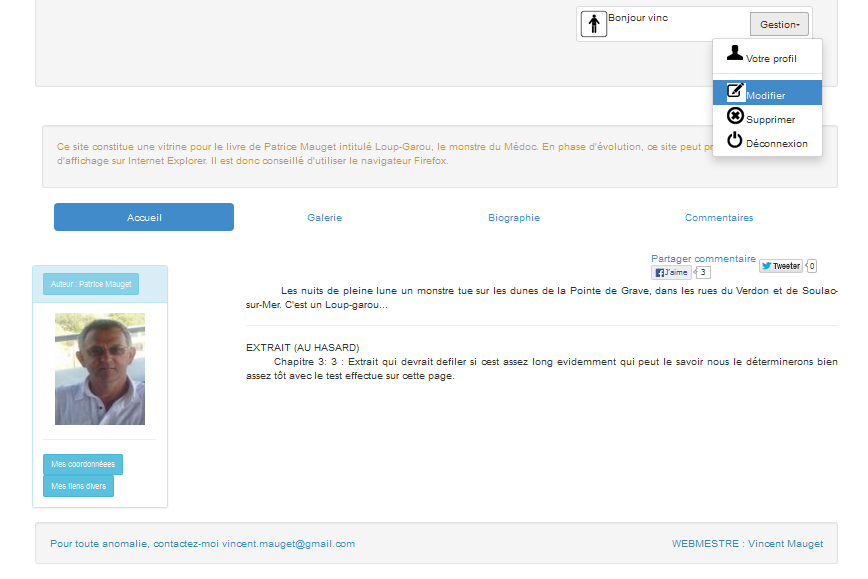 Bonjour vinc
Gestion
Votre profil
Modifier
Supprimer
Déconnexion
Ce site constitue une vitrine pour le livre de Patrice Mauget intitulé Loup-Garou, le monstre du Médoc. En phase d'évolution, ce site peut
d'affichage sur Internet Explorer. Il est donc conseillé d'utiliser le navigateur Firefox.
Accueil Galerie Biographie Commentaires
Partager commentaire
J'aime 3 Tweeter 0
Auteur : Patrice Mauget
Les nuits de pleine lune un monstre tue sur les dunes de la Pointe de Grave, dans les rues du Verdon et de Soulac-
sur-Mer. C'est un Loup-garou...
EXTRAIT (AU HASARD)
Chapitre 3: 3 : Extrait qui devrait defiler si cest assez long evidemment qui peut le savoir nous le déterminerons bien
assez tôt avec le test effectue sur cette page.
Mes coordonnéees
Mes liens divers
Pour toute anomalie, contactez-moi vincent.mauget@gmail.com WEBMESTRE : Vincent Mauget